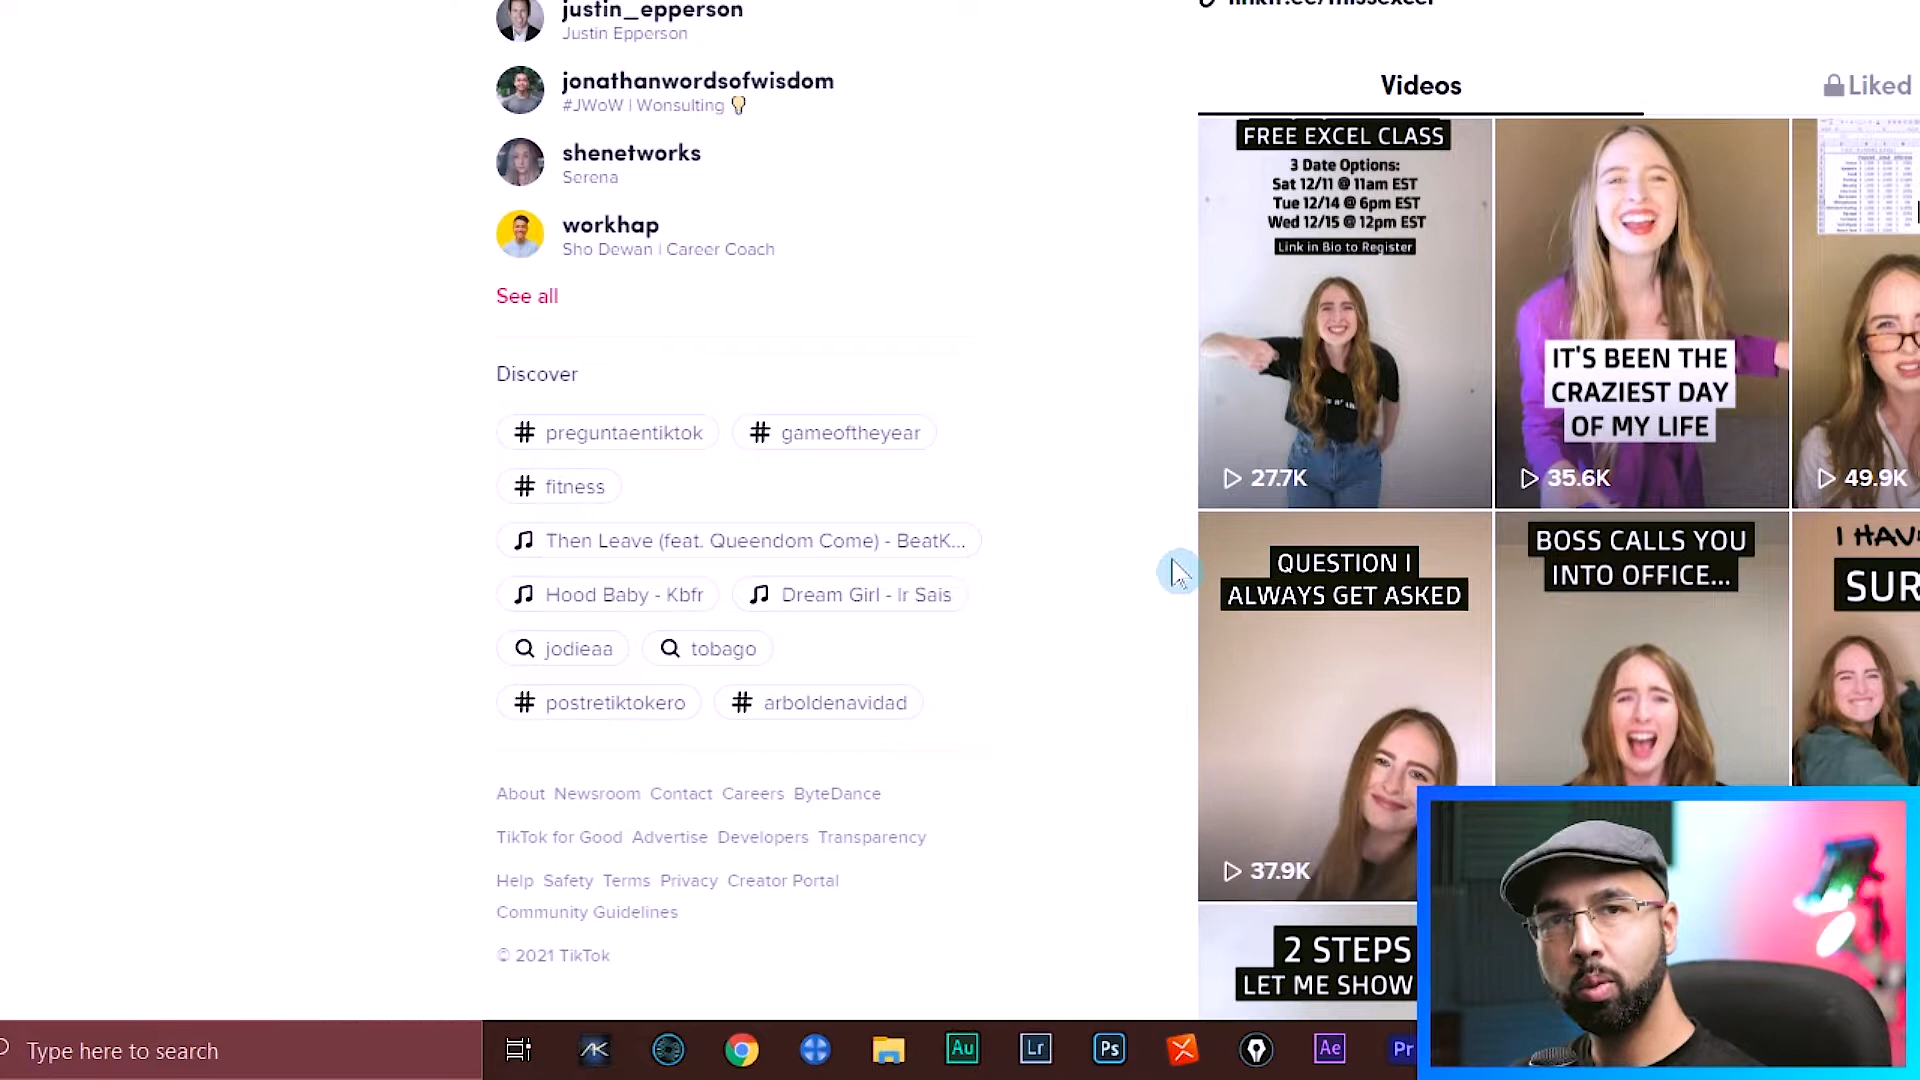 justin_epperson
Justin Epperson
jonathanwordsofwisdom
#JWoW | Wonsulting
shenetworks
Serena
workhap
Sho Dewan | Career Coach
See all
Discover
# preguntaentiktok
# gameoftheyear
# fitness
Then Leave (feat. Queendom Come) - BeatK...
Hood Baby - Kbfr
Dream Girl - Ir Sais
jodieaa
tobago
# postretiktokero
# arboldenavidad
About Newsroom Contact Careers ByteDance
TikTok for Good Advertise Developers Transparency
Help Safety Terms Privacy Creator Portal
Community Guidelines
© 2021 TikTok
linktr.ee/missexcel
Videos
Liked
FREE EXCEL CLASS
3 Date Options:
Sat 12/11 @ 11am EST
Tue 12/14 @ 6pm EST
Wed 12/15 @ 12pm EST
Link in Bio to Register
27.7K
IT'S BEEN THE
CRAZIEST DAY
OF MY LIFE
35.6K
49.9K
QUESTION I
ALWAYS GET ASKED
37.9K
BOSS CALLS YOU
INTO OFFICE...
I HAV
SUR
2 STEPS
LET ME SHOW
Type here to search
AK
Au
Lr
Ps
Ae
Pr